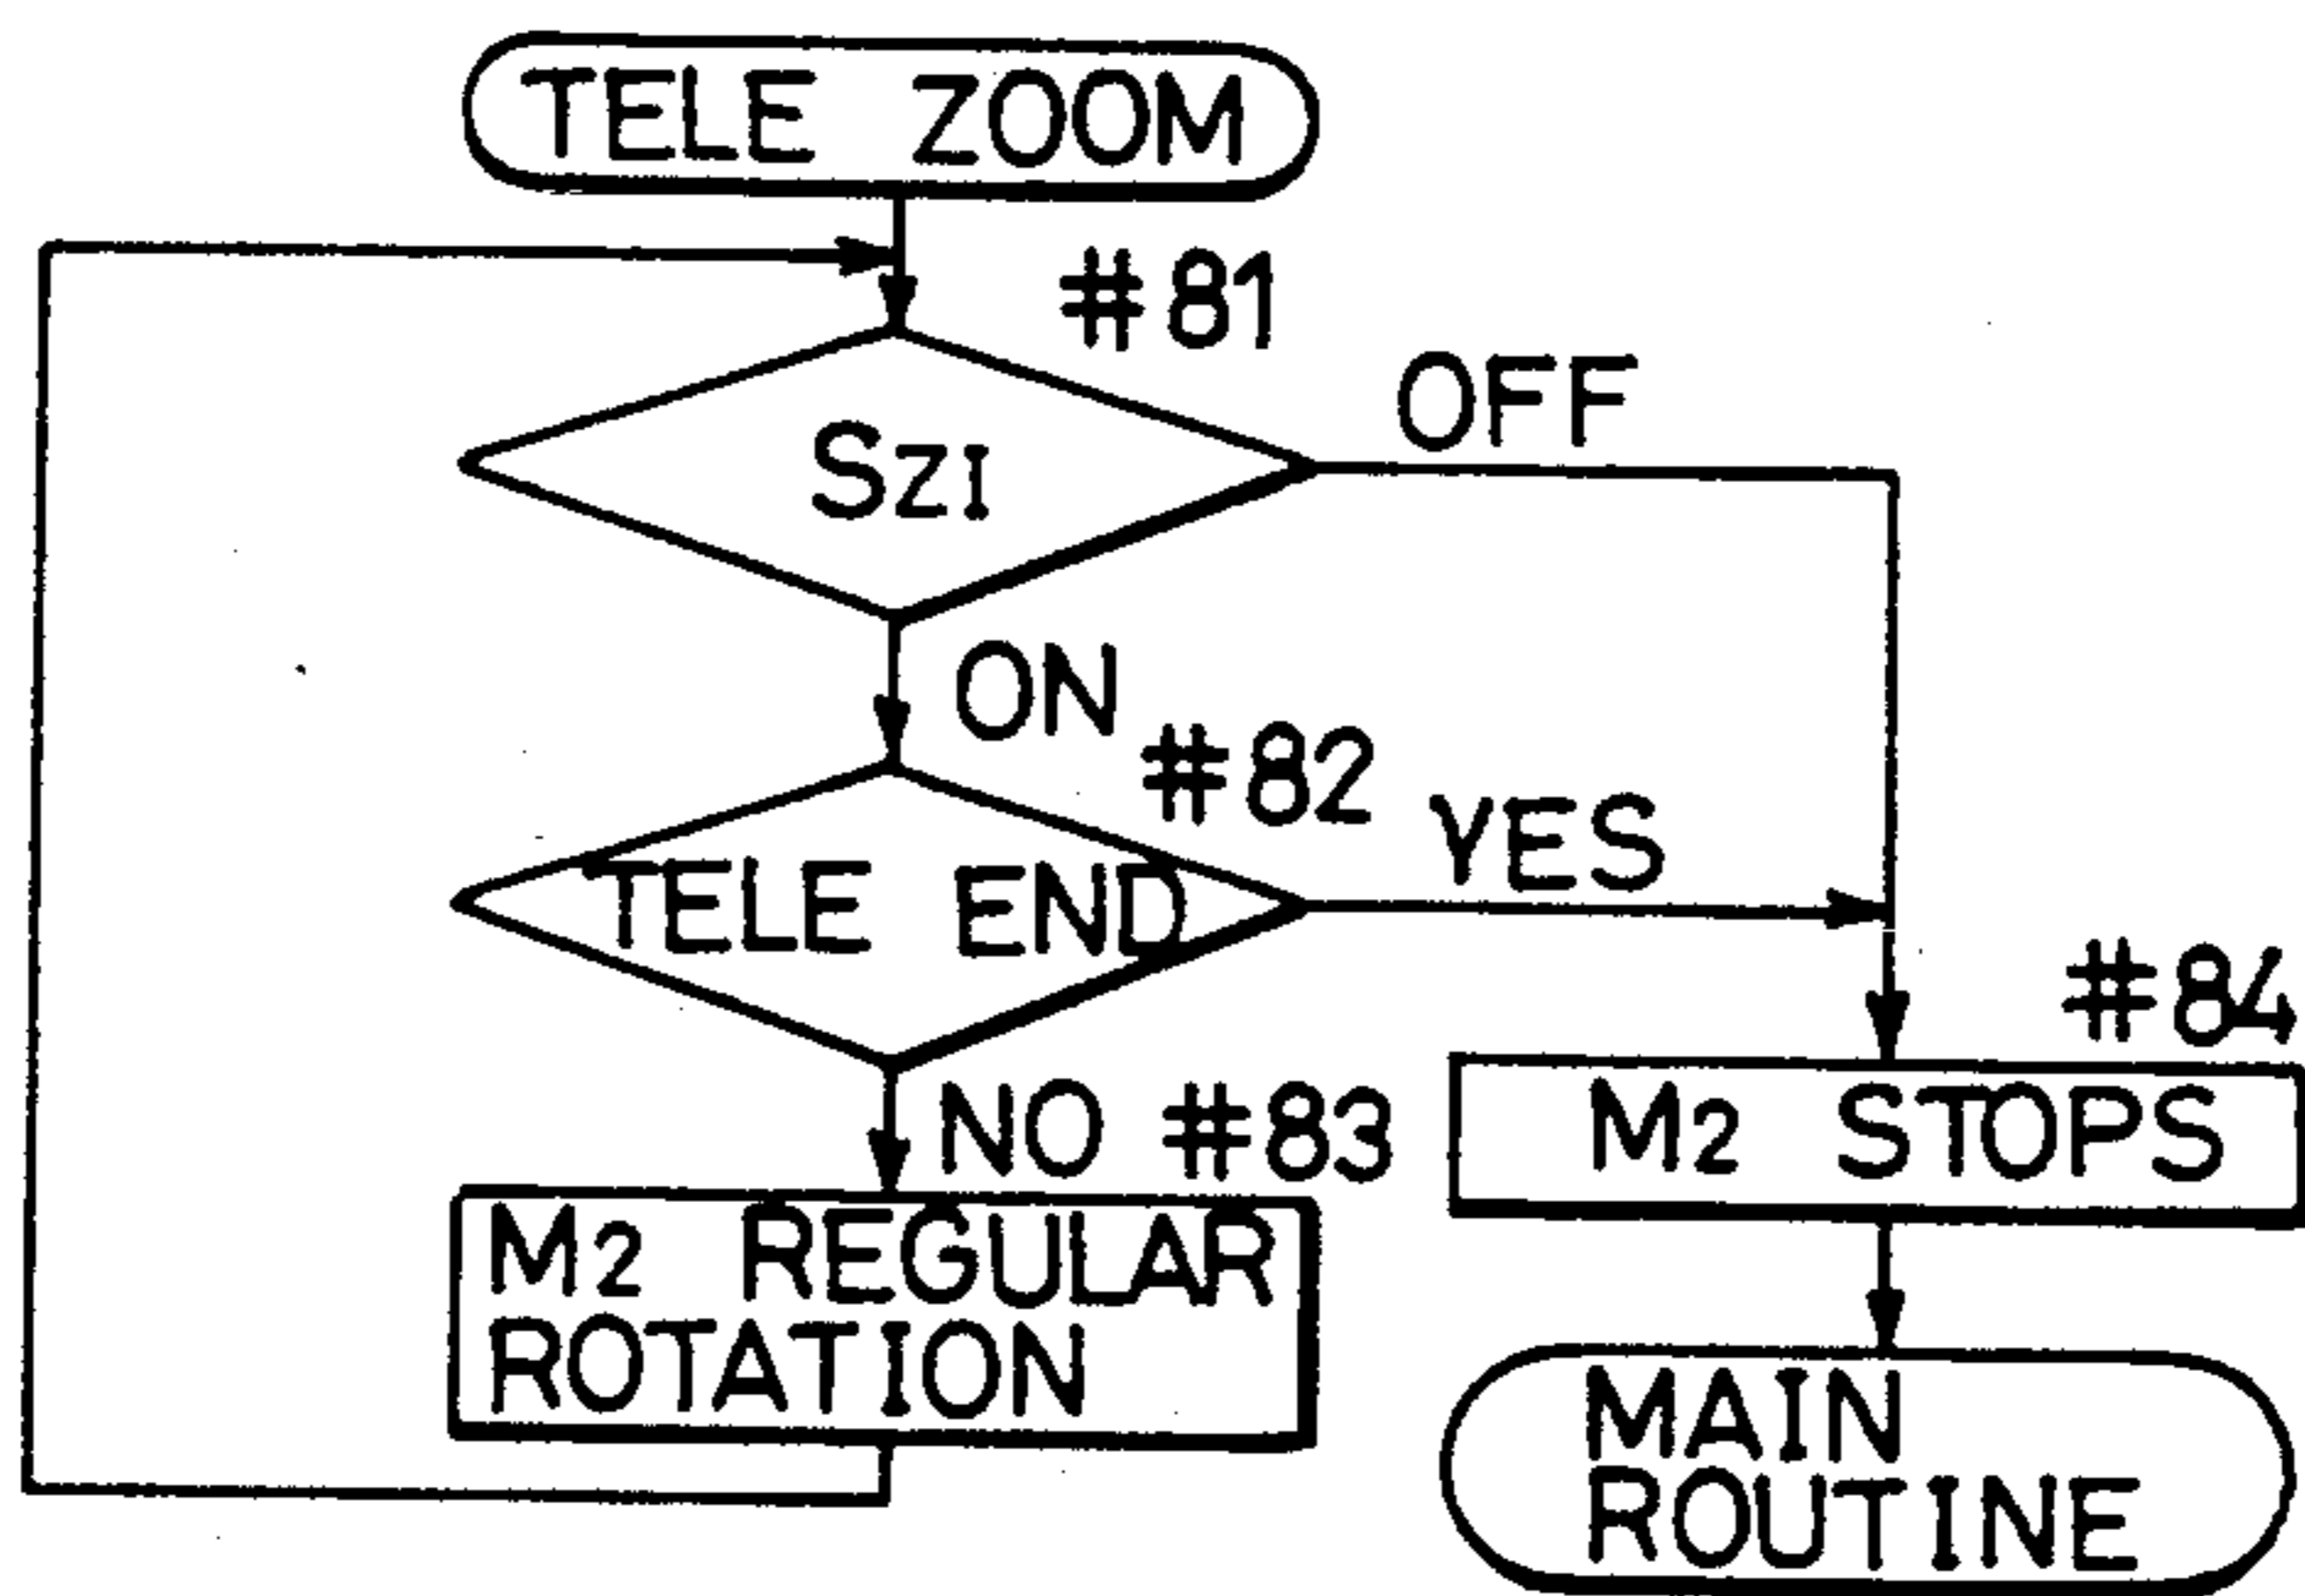 TELE ZOOM
#81
SZI
OFF
ON
#82
TELE END
YES
NO
#83
M2 REGULAR
ROTATION
#84
M2 STOPS
MAIN
ROUTINE